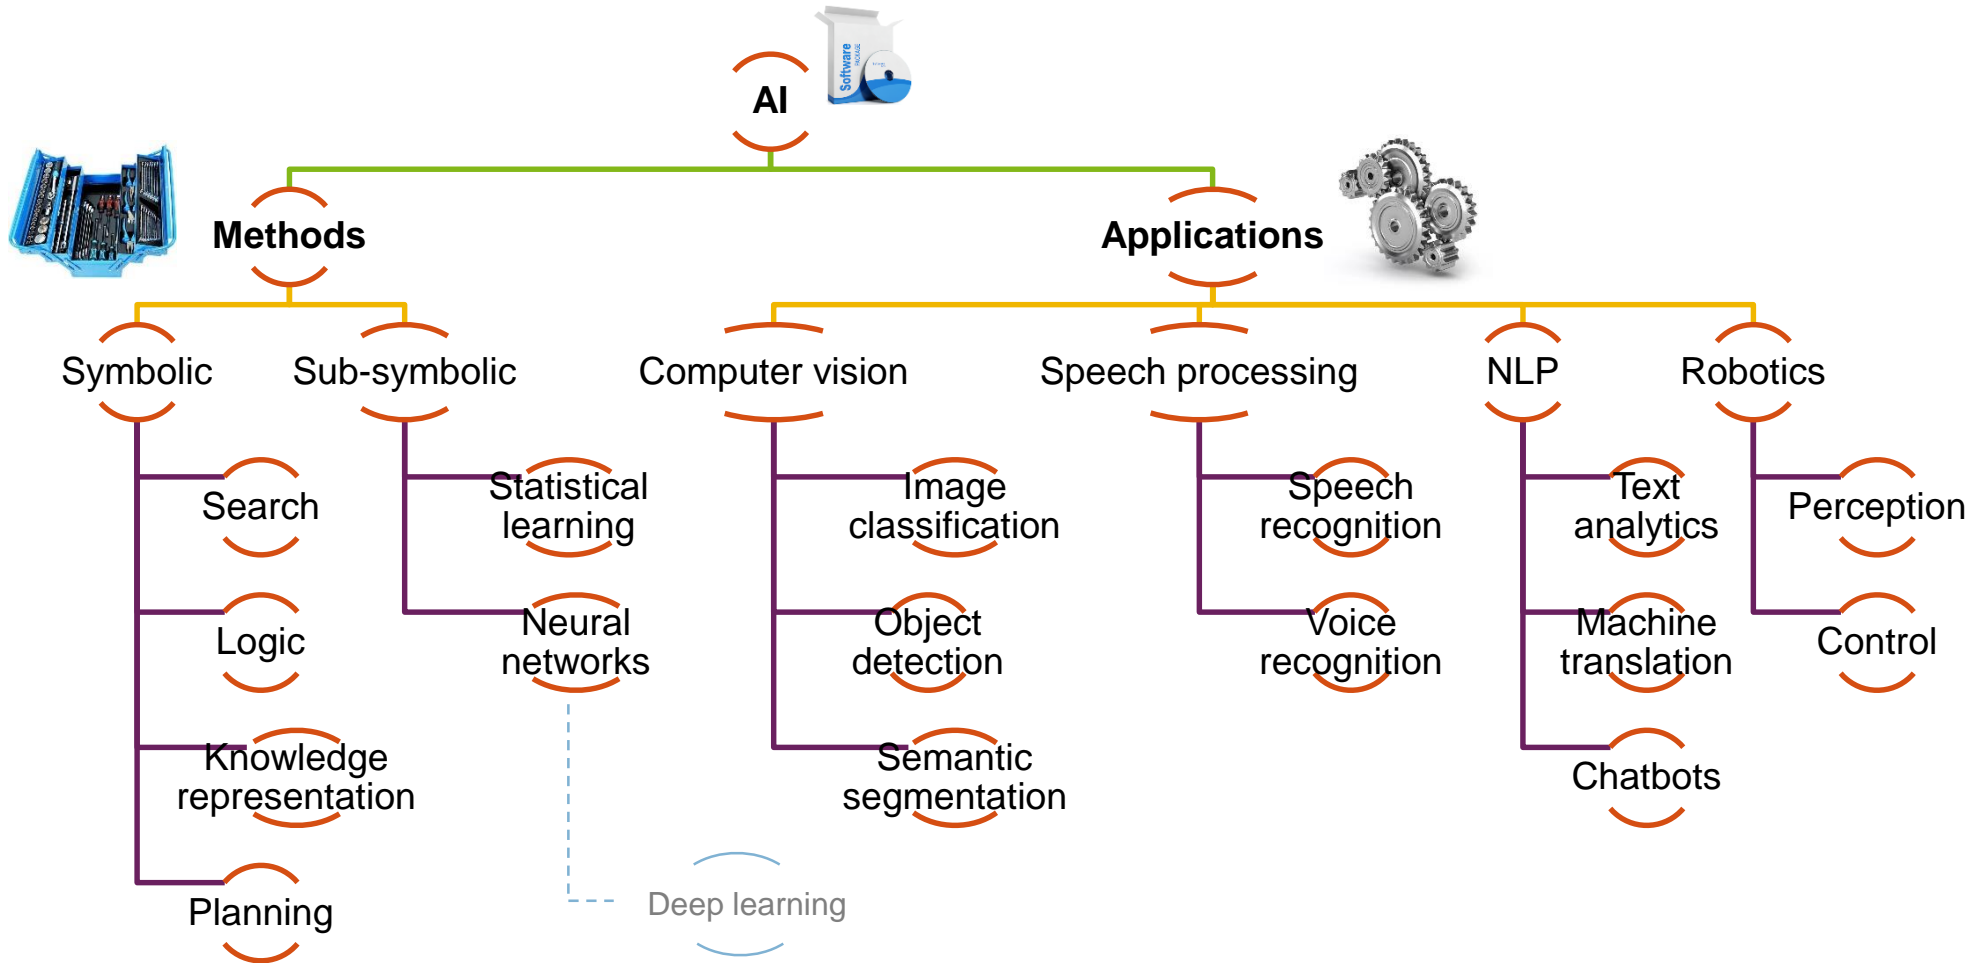 Software
PACKAGE
AI
Methods
Applications
Symbolic
Sub-symbolic
Computer vision
Speech processing
NLP
Robotics
Search
Statistical
learning
Image
classification
Speech
recognition
Text
analytics
Perception
Logic
Neural
networks
Object
detection
Voice
recognition
Machine
translation
Control
Knowledge
representation
Semantic
segmentation
Chatbots
Planning
Deep learning